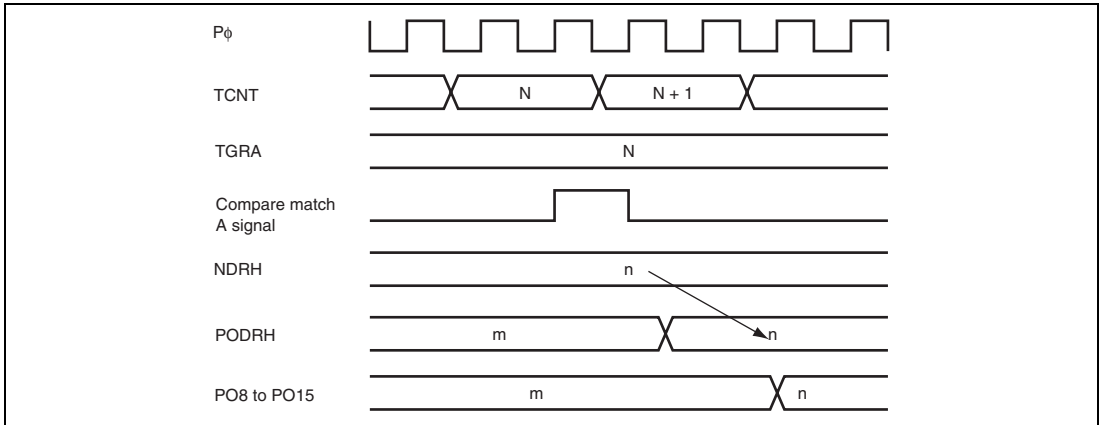 Pϕ
TCNT N N + 1
TGRA N
Compare match
A signal
NDRH n
PODRH m n
PO8 to PO15 m n